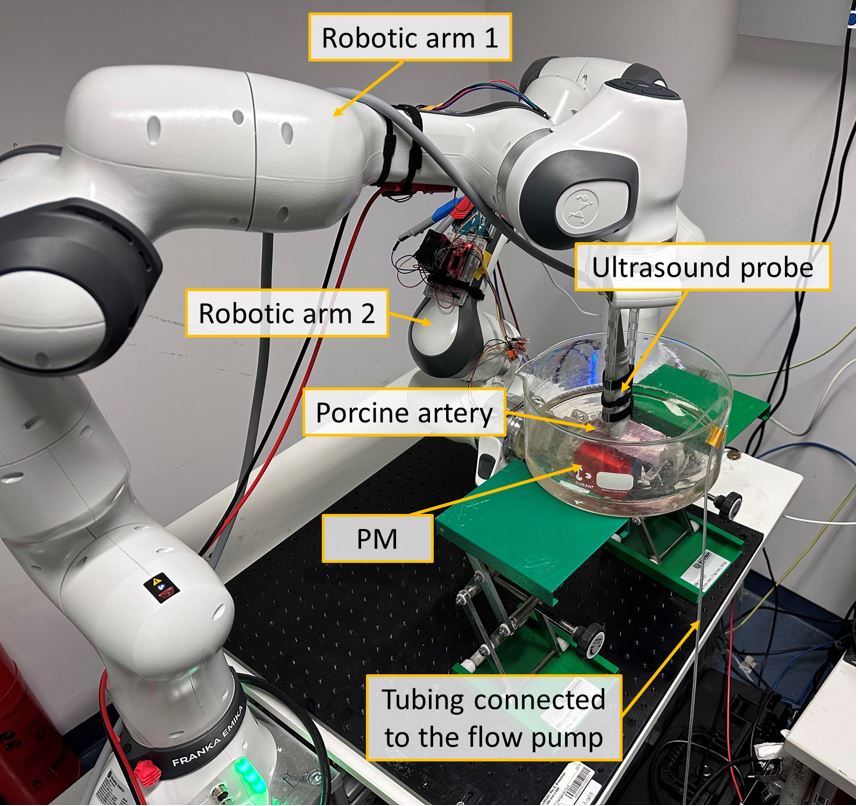 Robotic arm 1
Ultrasound probe
Robotic arm 2
Porcine artery
DURAN
PM
Tubing connected
to the flow pump
FRANKA EMIKA